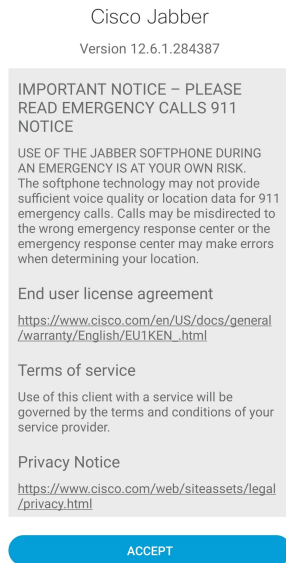 Cisco Jabber
Version 12.6.1.284387
IMPORTANT NOTICE – PLEASE
READ EMERGENCY CALLS 911
NOTICE
USE OF THE JABBER SOFTPHONE DURING
AN EMERGENCY IS AT YOUR OWN RISK.
The softphone technology may not provide
sufficient voice quality or location data for 911
emergency calls. Calls may be misdirected to
the wrong emergency response center or the
emergency response center may make errors
when determining your location.
End user license agreement
https://www.cisco.com/en/US/docs/general
/warranty/English/EU1KEN_.html
Terms of service
Use of this client with a service will be
governed by the terms and conditions of your
service provider.
Privacy Notice
https://www.cisco.com/web/siteassets/legal
/privacy.html
ACCEPT